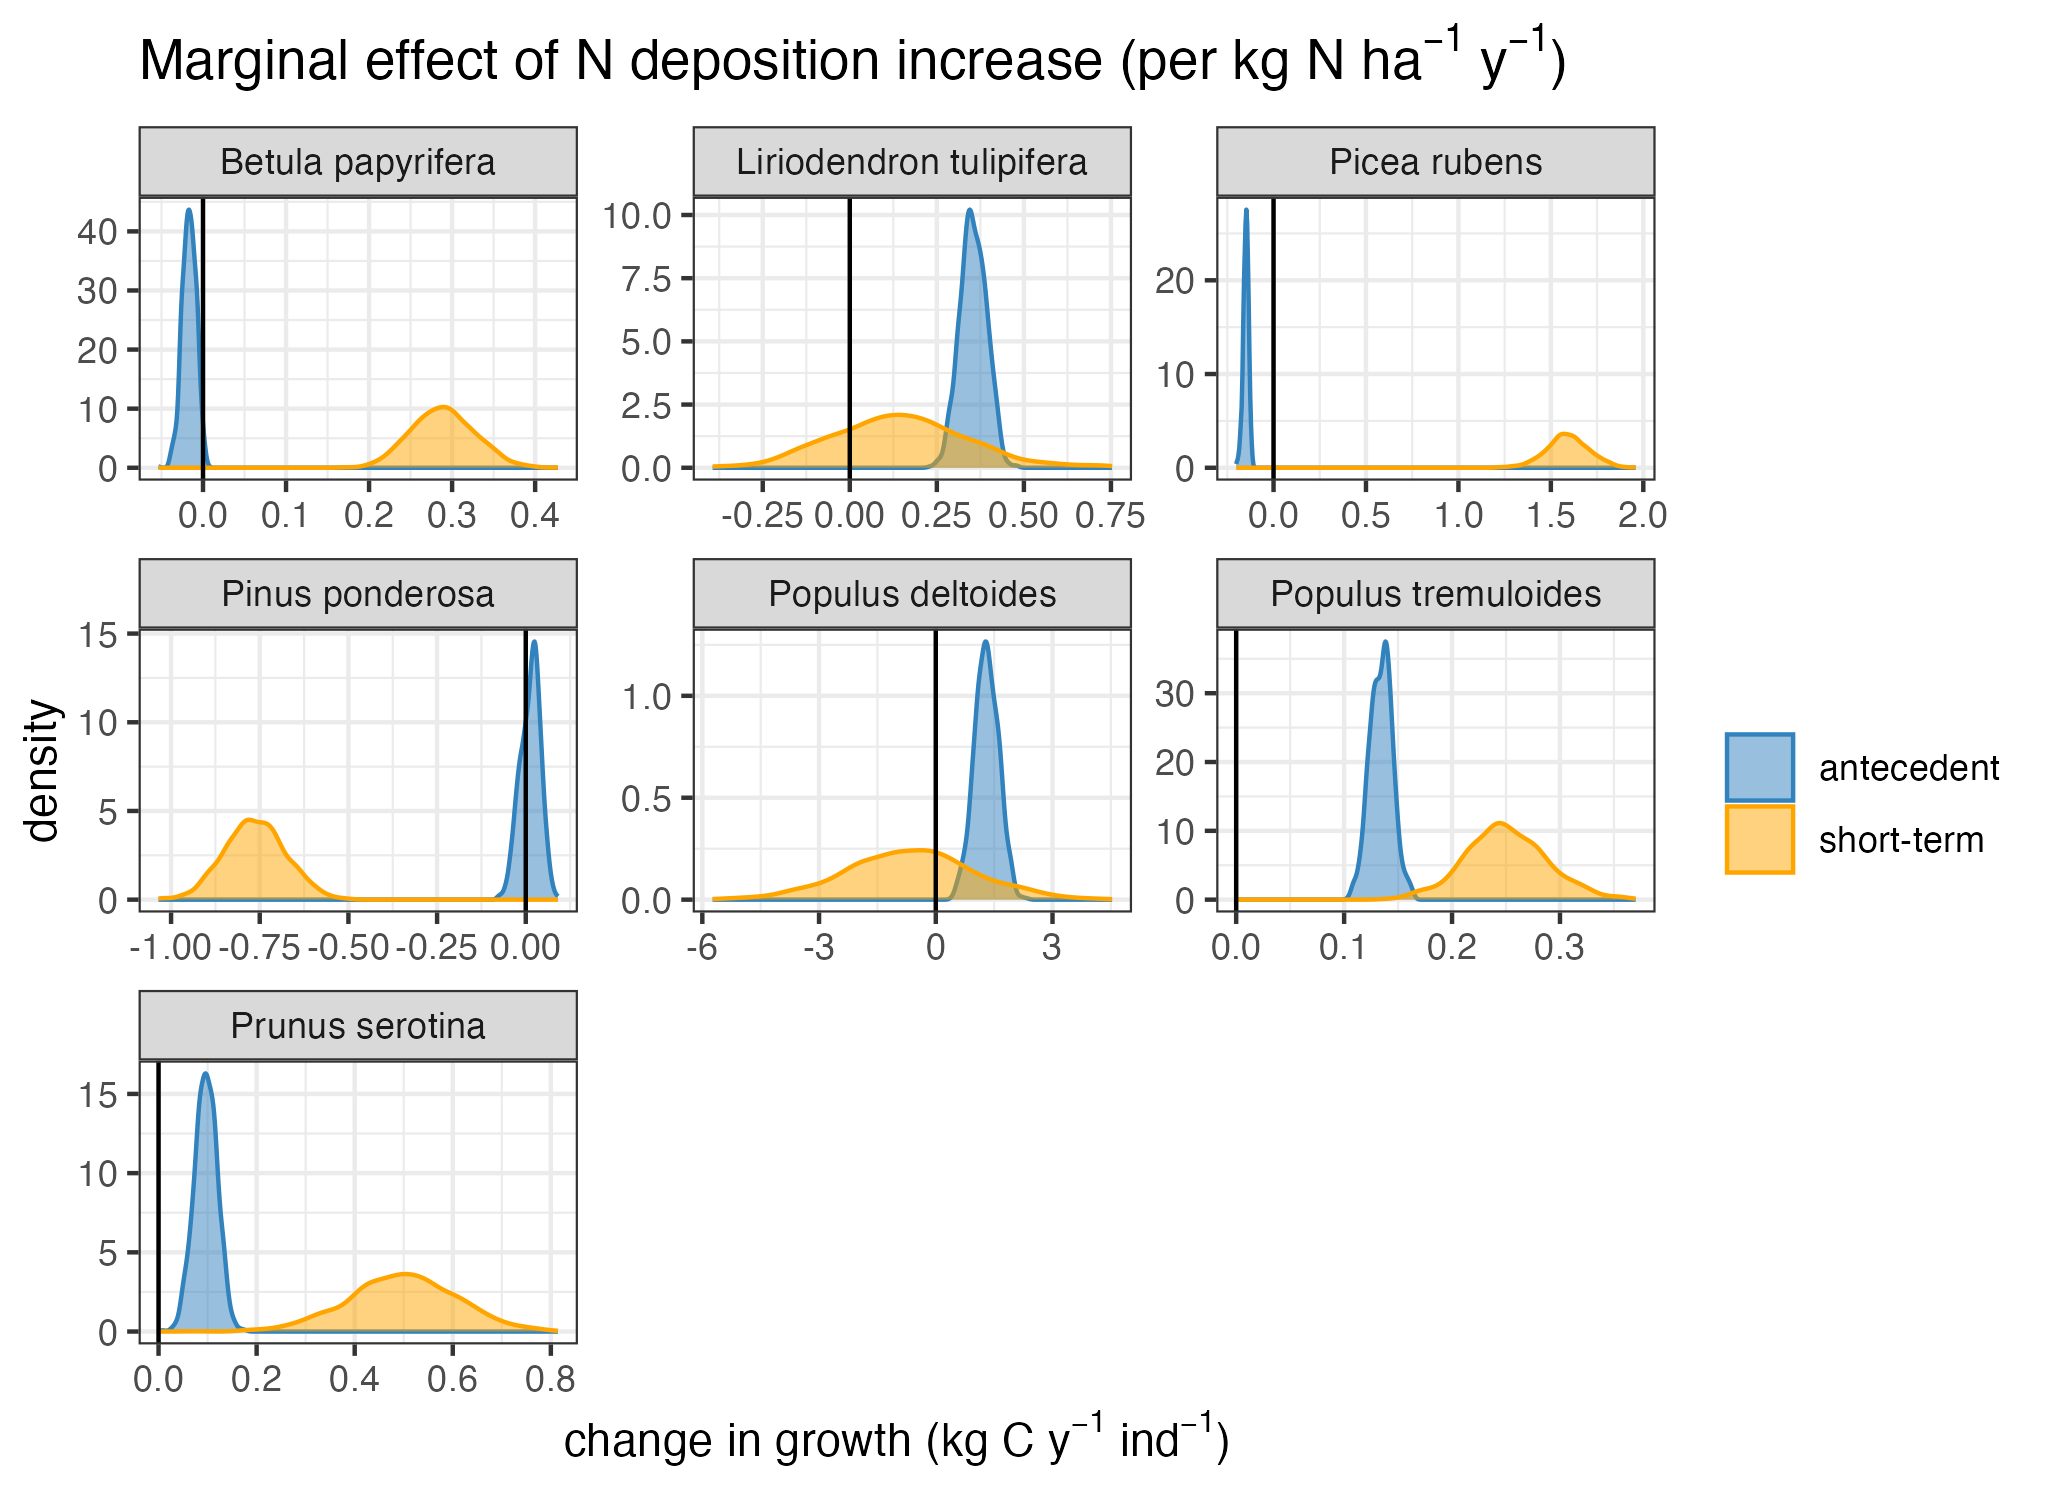 Marginal effect of N deposition increase (per kg N ha⁻¹ y⁻¹)
Betula papyrifera
Liriodendron tulipifera
Picea rubens
40
30
20
10
0
0.0 0.1 0.2 0.3 0.4
10.0
7.5
5.0
2.5
0.0
-0.25 0.00 0.25 0.50 0.75
20
10
0
0.0 0.5 1.0 1.5 2.0
Pinus ponderosa
Populus deltoides
Populus tremuloides
15
10
5
0
-1.00 -0.75 -0.50 -0.25 0.00
1.0
0.5
0.0
-6 -3 0 3
30
20
10
0
0.0 0.1 0.2 0.3
Prunus serotina
15
10
5
0
0.0 0.2 0.4 0.6 0.8
density
change in growth (kg C y⁻¹ ind⁻¹)
antecedent
short-term